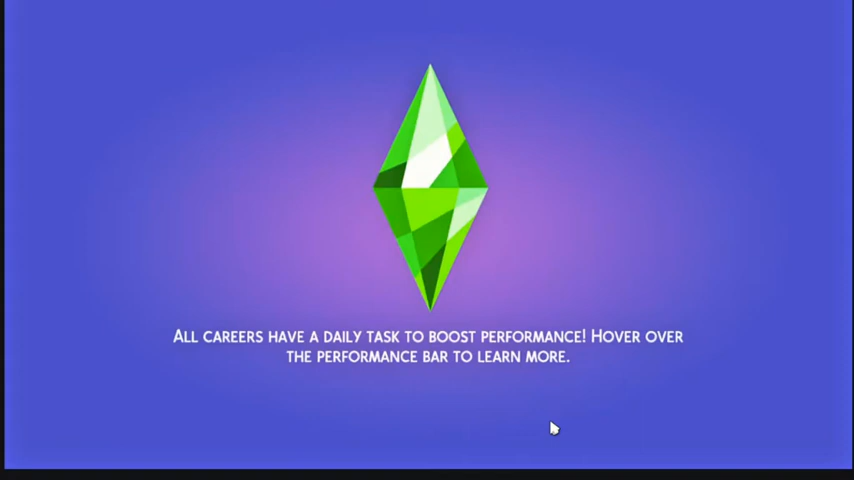 All careers have a daily task to boost performance! Hover over
the performance bar to learn more.